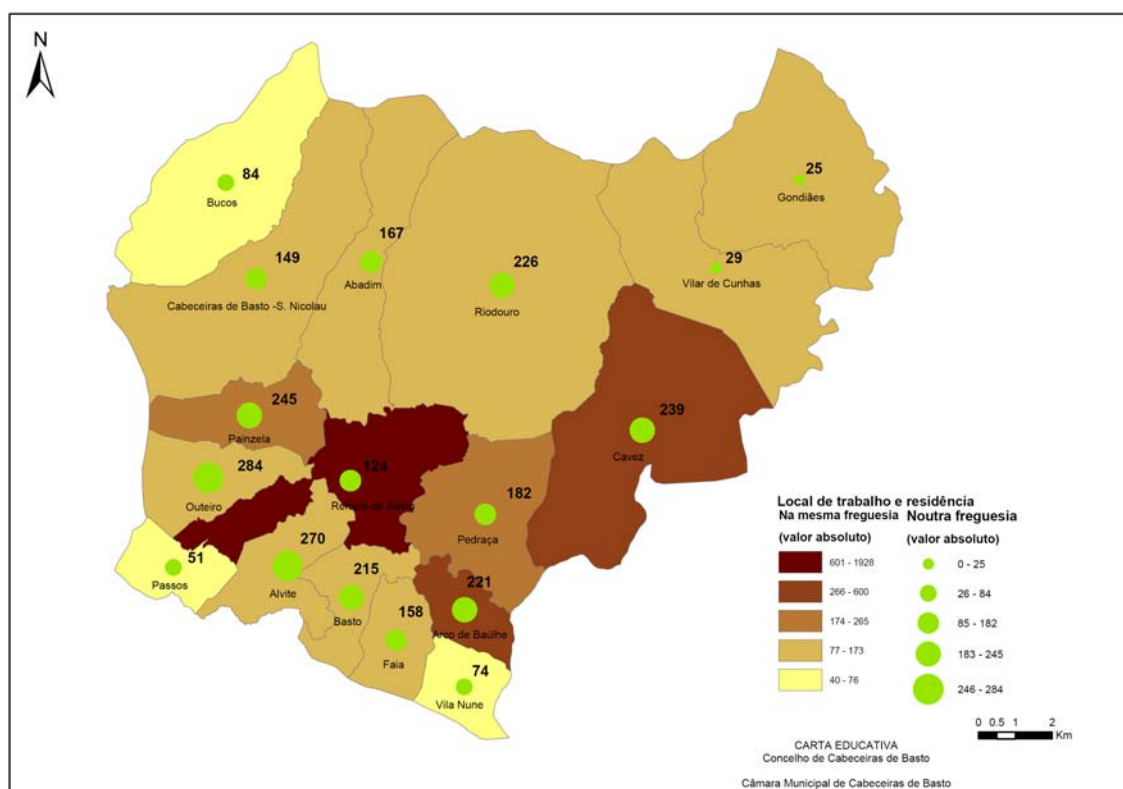 N
84
Bucos
25
Gondiães
167
Abadim
149
Cabeceiras de Basto -S. Nicolau
226
Riodouro
29
Vilar de Cunhas
245
Painzela
239
Cavez
284
Outeiro
124
Refojos de Basto
182
Pedraça
51
Passos
270
Alvite
215
Basto
158
Faia
221
Arco de Baúlhe
74
Vila Nune
Local de trabalho e residência
Na mesma freguesia
(valor absoluto)
601 - 1928
266 - 600
174 - 265
77 - 173
40 - 76
Noutra freguesia
(valor absoluto)
0 - 25
26 - 84
85 - 182
183 - 245
246 - 284
0 0.5 1 2
Km
CARTA EDUCATIVA
Concelho de Cabeceiras de Basto
Câmara Municipal de Cabeceiras de Basto